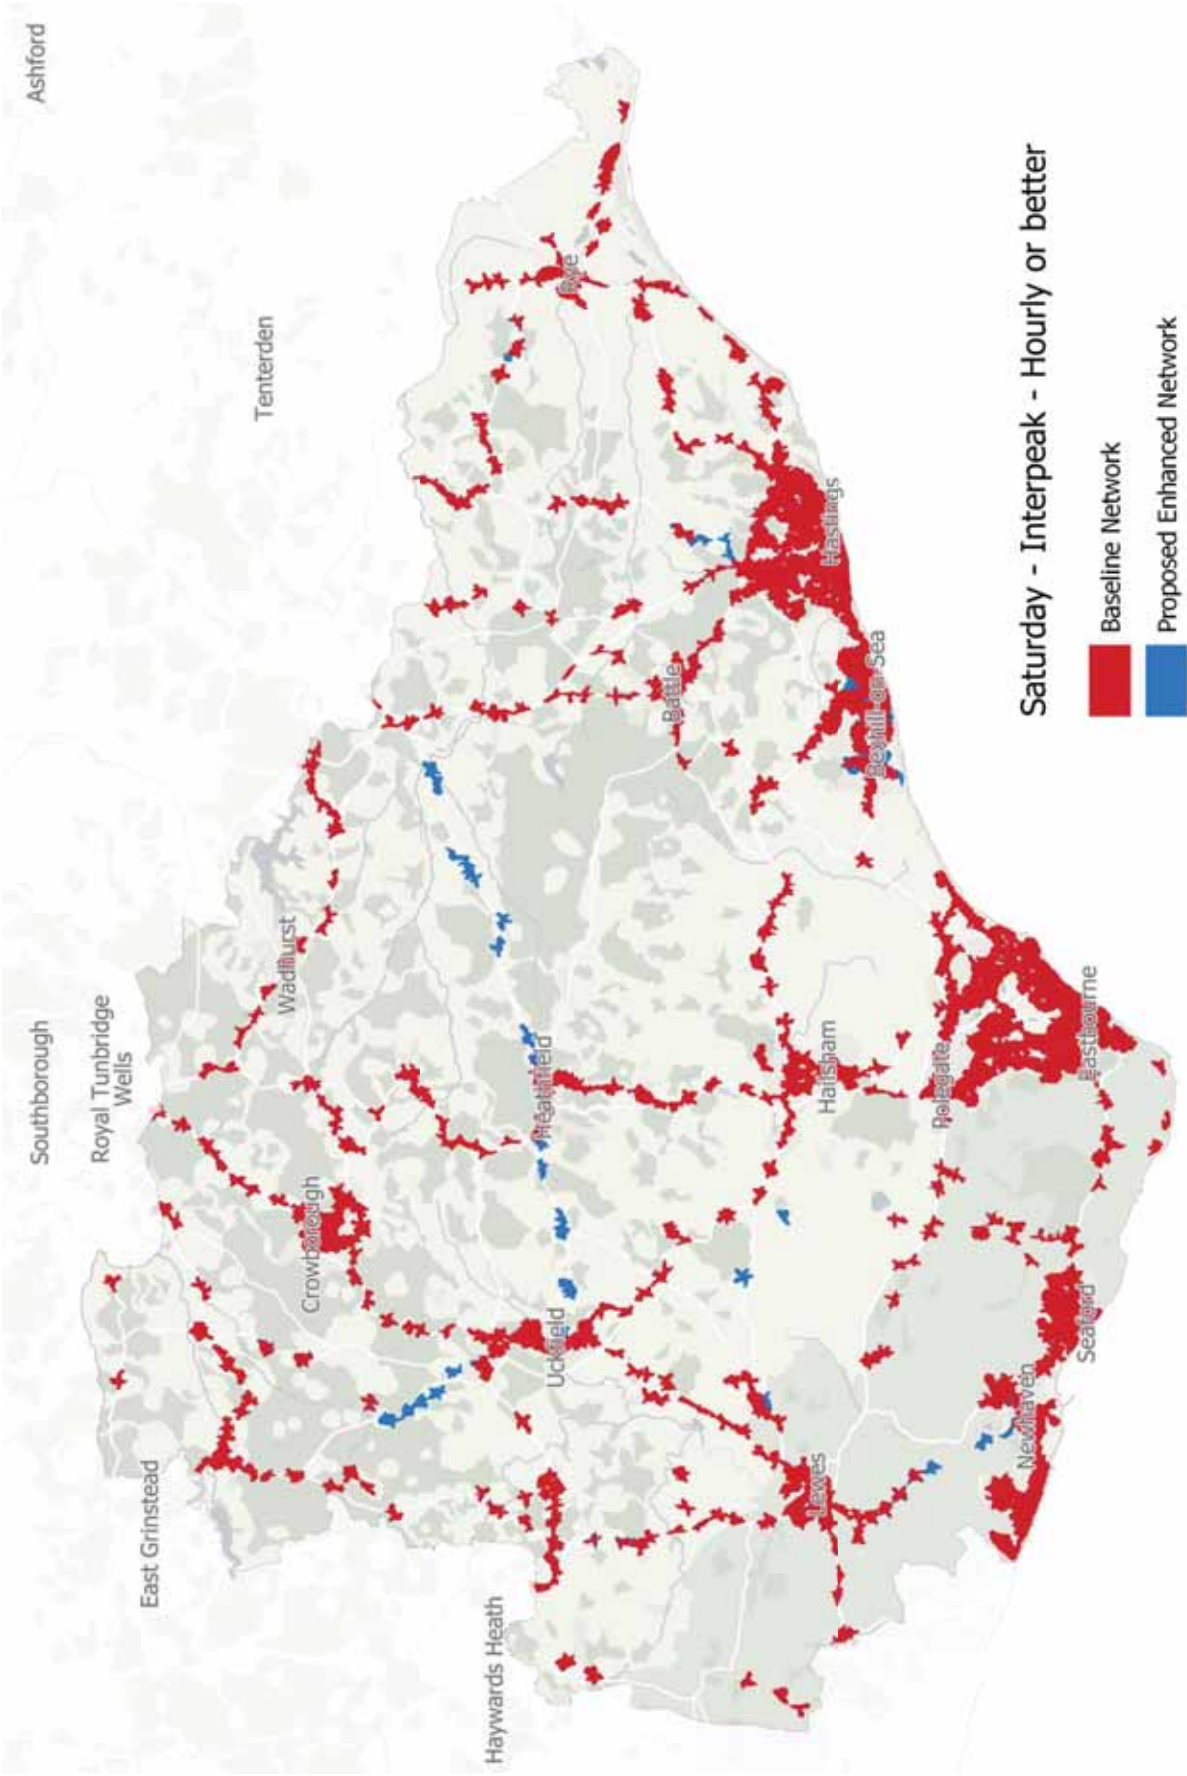 Ashford
Tenterden
Southborough
Royal Tunbridge
Wells
East Grinstead
Haywards Heath
Wadhurst
Crowborough
Rye
Heathfield
Uckfield
Battle
Hastings
Bexhill-on-Sea
Hailsham
Polegate
Eastbourne
Lewes
Newhaven
Seaford
Saturday - Interpeak - Hourly or better
Baseline Network
Proposed Enhanced Network